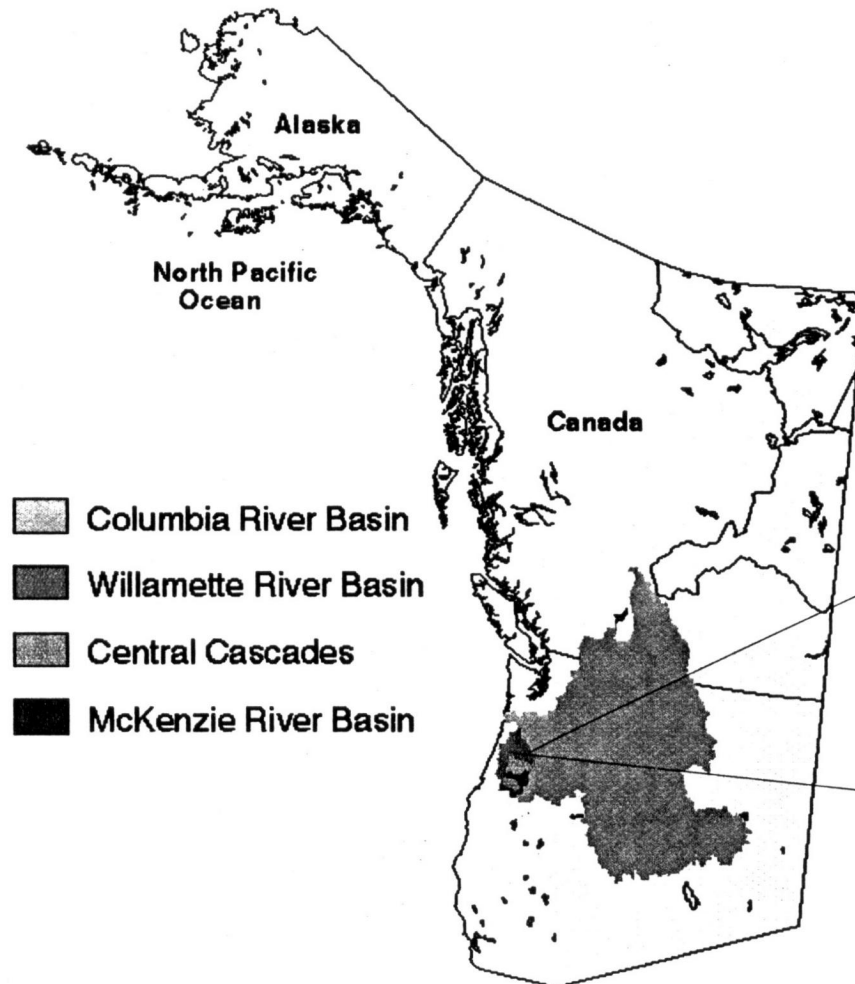 Alaska
North Pacific
Ocean
Canada
Columbia River Basin
Willamette River Basin
Central Cascades
McKenzie River Basin